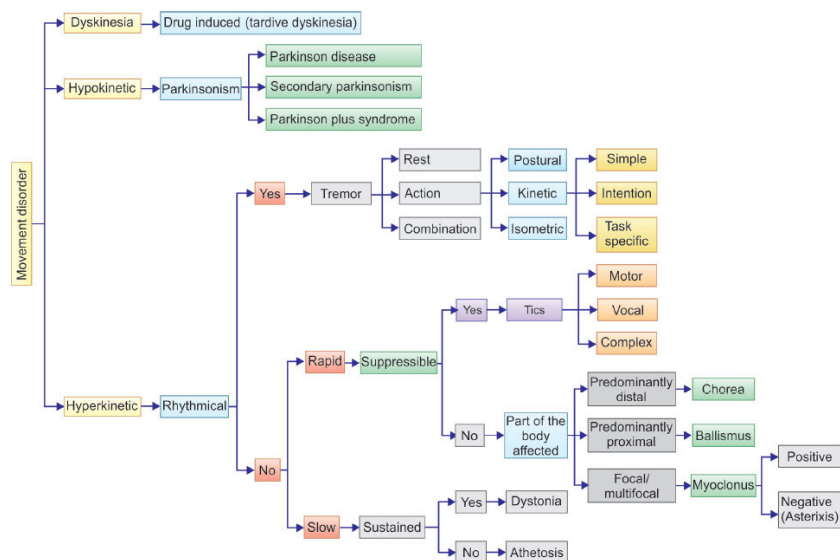 Movement disorder
Dyskinesia
Drug induced (tardive dyskinesia)
Hypokinetic
Parkinsonism
Parkinson disease
Secondary parkinsonism
Parkinson plus syndrome
Hyperkinetic
Rhythmical
Yes
Tremor
Rest
Action
Combination
Postural
Kinetic
Isometric
Simple
Intention
Task
specific
No
Rapid
Suppressible
Yes
Tics
Motor
Vocal
Complex
No
Part of the
body
affected
Predominantly
distal
Chorea
Predominantly
proximal
Ballismus
Focal/
multifocal
Myoclonus
Positive
Negative
(Asterixis)
Slow
Sustained
Yes
Dystonia
No
Athetosis